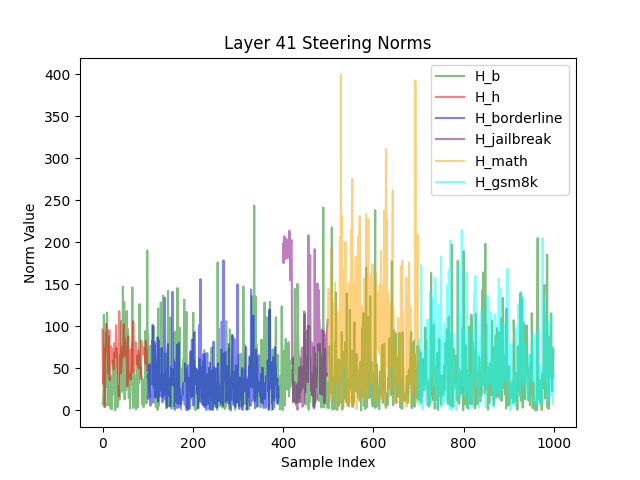 Layer 41 Steering Norms
Norm Value
400
350
300
250
200
150
100
50
0
H_b
H_h
H_borderline
H_jailbreak
H_math
H_gsm8k
0 200 400 600 800 1000
Sample Index